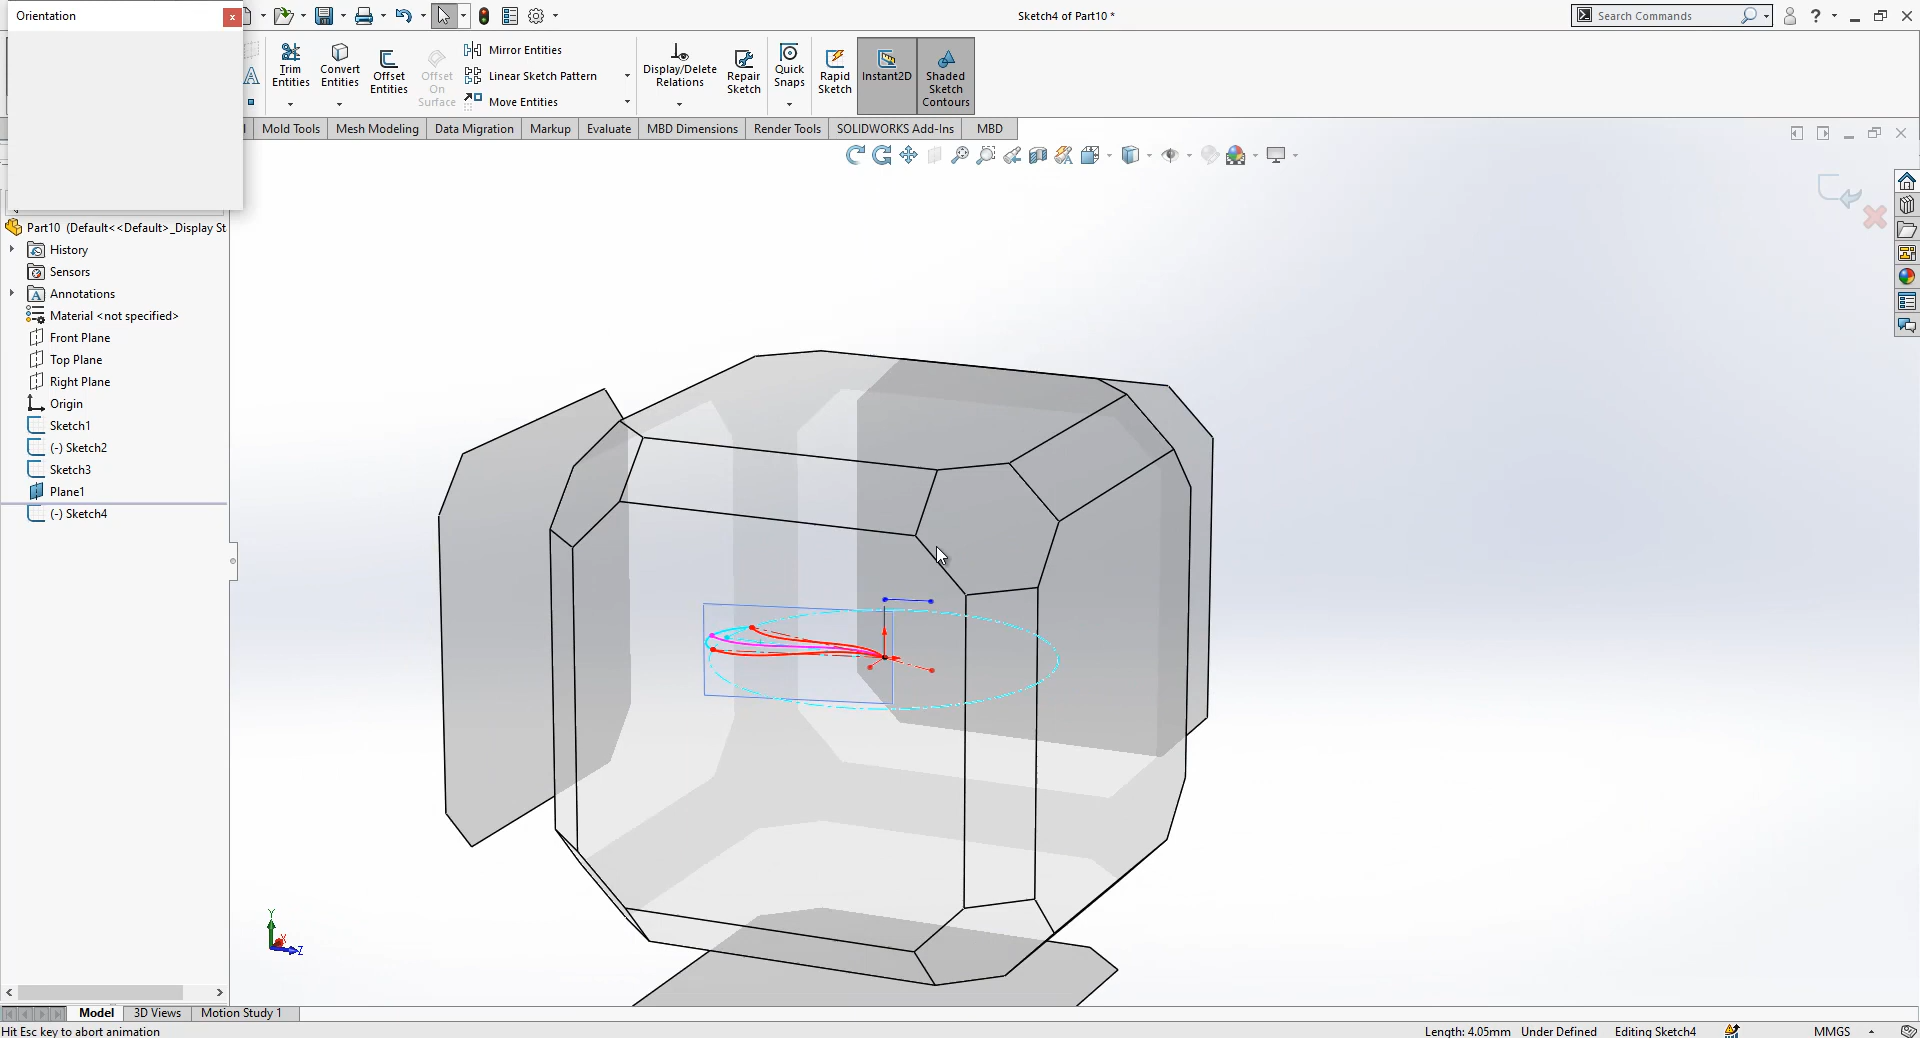 Orientation
x
Sketch4 of Part10 *
Search Commands
?
Trim Entities
Convert Entities
Offset Entities
Offset On Surface
Mirror Entities
Linear Sketch Pattern
Move Entities
Display/Delete Relations
Repair Sketch
Quick Snaps
Rapid Sketch
Instant2D
Shaded Sketch Contours
Mold Tools
Mesh Modeling
Data Migration
Markup
Evaluate
MBD Dimensions
Render Tools
SOLIDWORKS Add-Ins
MBD
Part10 (Default<<Default>_Display St
History
Sensors
Annotations
Material <not specified>
Front Plane
Top Plane
Right Plane
Origin
Sketch1
(-) Sketch2
Sketch3
Plane1
(-) Sketch4
Y
X
Z
Model
3D Views
Motion Study 1
Hit Esc key to abort animation
Length: 4.05mm
Under Defined
Editing Sketch4
MMGS